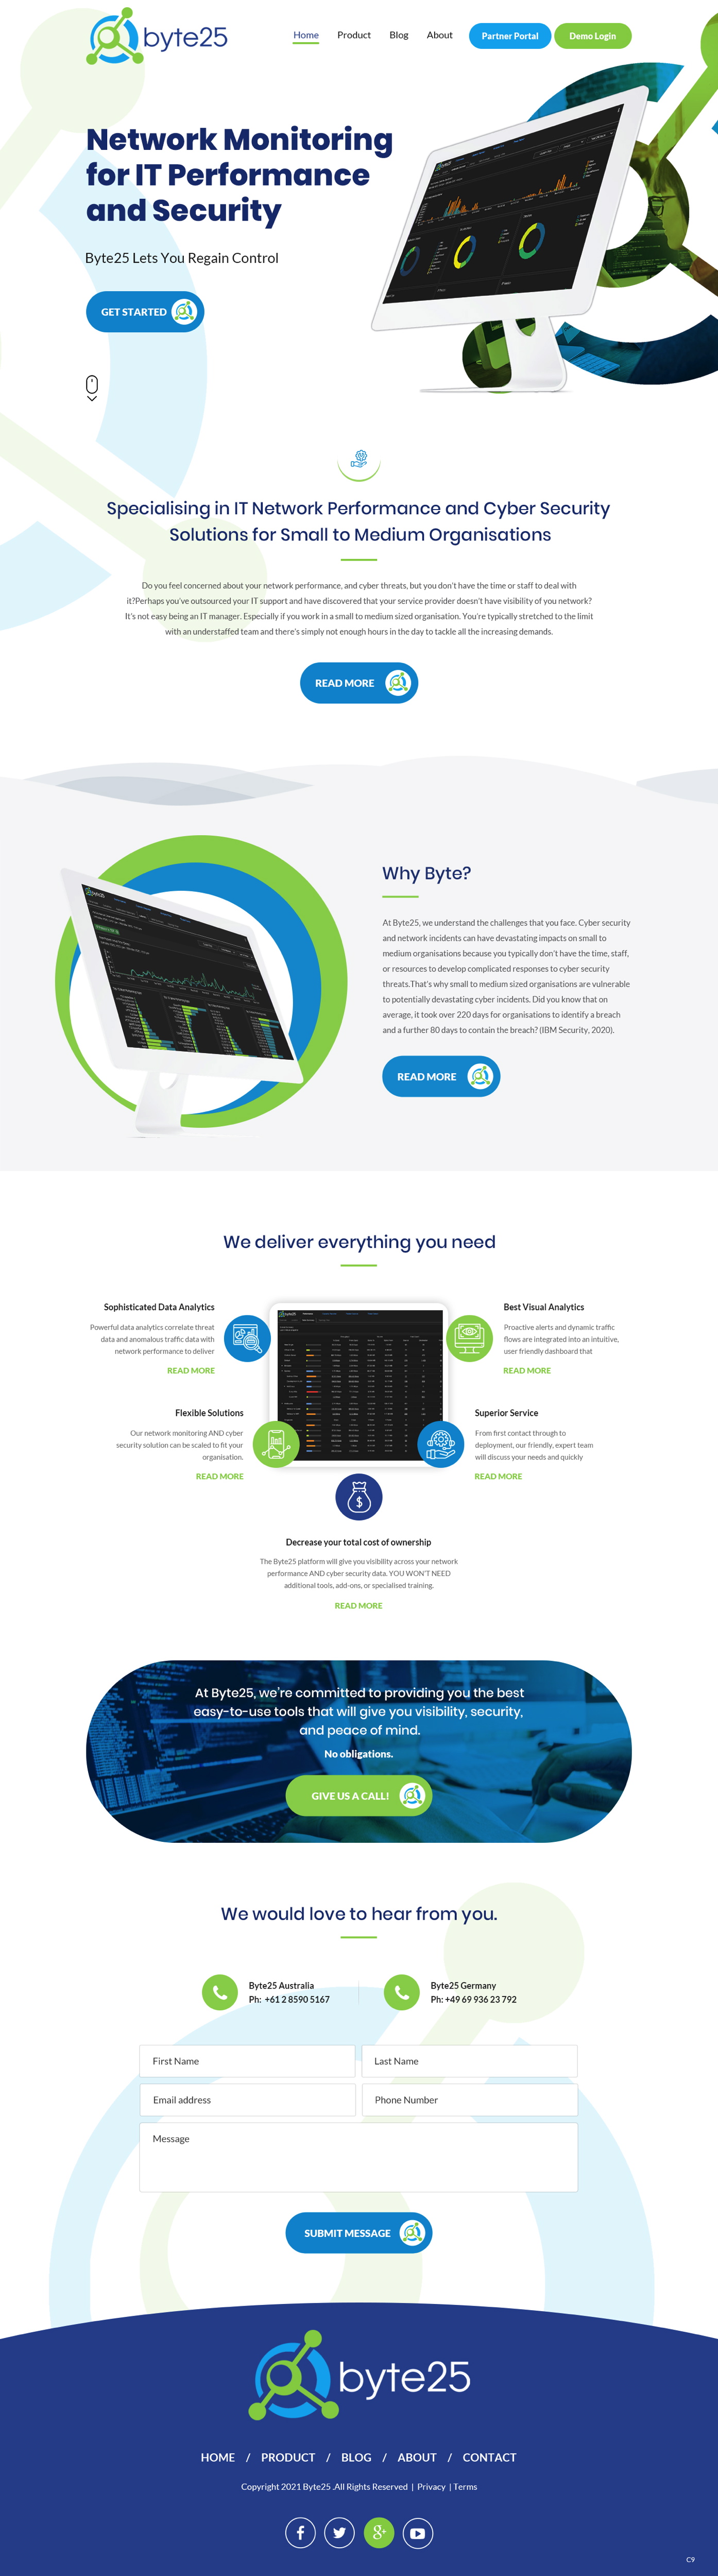 byte25
Home Product Blog About Partner Portal Demo Login
Network Monitoring
for IT Performance
and Security
Byte25 Lets You Regain Control
GET STARTED
Specialising in IT Network Performance and Cyber Security
Solutions for Small to Medium Organisations
Do you feel concerned about your network performance, and cyber threats, but you don't have the time or staff to deal with
it?Perhaps you've outsourced your IT support and have discovered that your service provider doesn't have visibility of you network?
It's not easy being an IT manager. Especially if you work in a small to medium sized organisation. You're typically stretched to the limit
with an understaffed team and there's simply not enough hours in the day to tackle all the increasing demands.
READ MORE
byte25
Why Byte?
At Byte25, we understand the challenges that you face. Cyber security
and network incidents can have devastating impacts on small to
medium organisations because you typically don't have the time, staff,
or resources to develop complicated responses to cyber security
threats.That's why small to medium sized organisations are vulnerable
to potentially devastating cyber incidents. Did you know that on
average, it took over 220 days for organisations to identify a breach
and a further 80 days to contain the breach? (IBM Security, 2020).
READ MORE
We deliver everything you need
Sophisticated Data Analytics
Powerful data analytics correlate threat
data and anomalous traffic data with
network performance to deliver
READ MORE
Best Visual Analytics
Proactive alerts and dynamic traffic
flows are integrated into an intuitive,
user friendly dashboard that
READ MORE
byte25
Flexible Solutions
Our network monitoring AND cyber
security solution can be scaled to fit your
organisation.
READ MORE
Superior Service
From first contact through to
deployment, our friendly, expert team
will discuss your needs and quickly
READ MORE
$
Decrease your total cost of ownership
The Byte25 platform will give you visibility across your network
performance AND cyber security data. YOU WON'T NEED
additional tools, add-ons, or specialised training.
READ MORE
At Byte25, we're committed to providing you the best
easy-to-use tools that will give you visibility, security,
and peace of mind.
No obligations.
GIVE US A CALL!
We would love to hear from you.
Byte25 Australia
Ph: +61 2 8590 5167
Byte25 Germany
Ph: +49 69 936 23 792
First Name
Last Name
Email address
Phone Number
Message
SUBMIT MESSAGE
byte25
HOME / PRODUCT / BLOG / ABOUT / CONTACT
Copyright 2021 Byte25 .All Rights Reserved | Privacy | Terms
C9